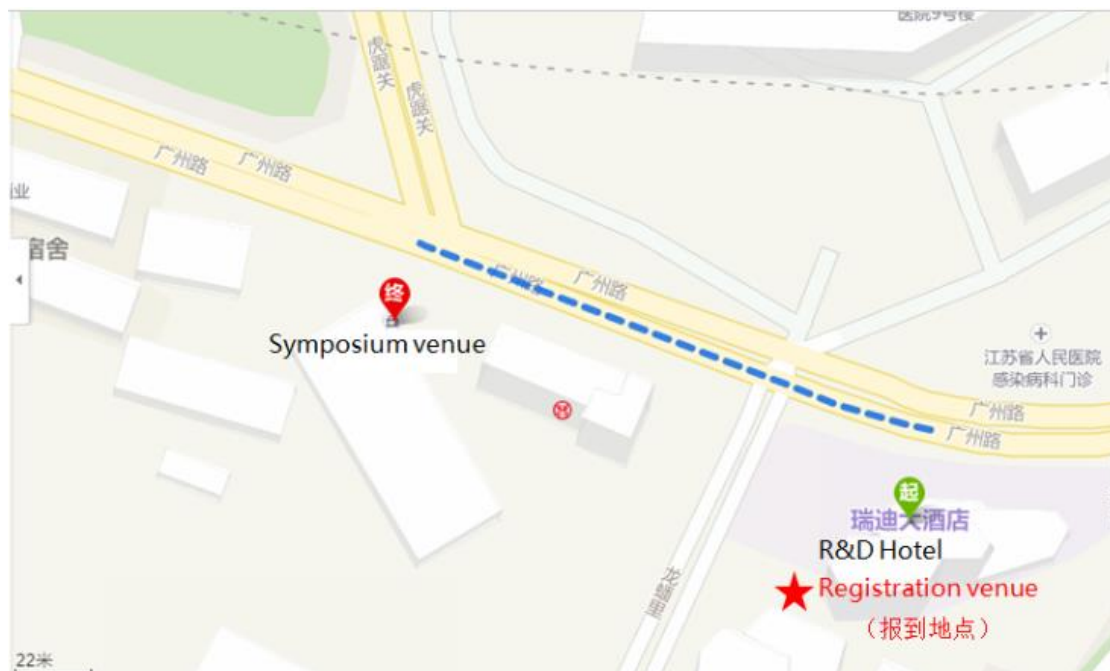 医院9号楼
虎踞关
虎踞关
广州路
广州路
业
宿舍
广州路
广州路
终
Symposium venue
江苏省人民医院
感染病科门诊
广州路
广州路
起
瑞迪大酒店
R&D Hotel
★Registration venue
（报到地点）
龙蟠里
22米